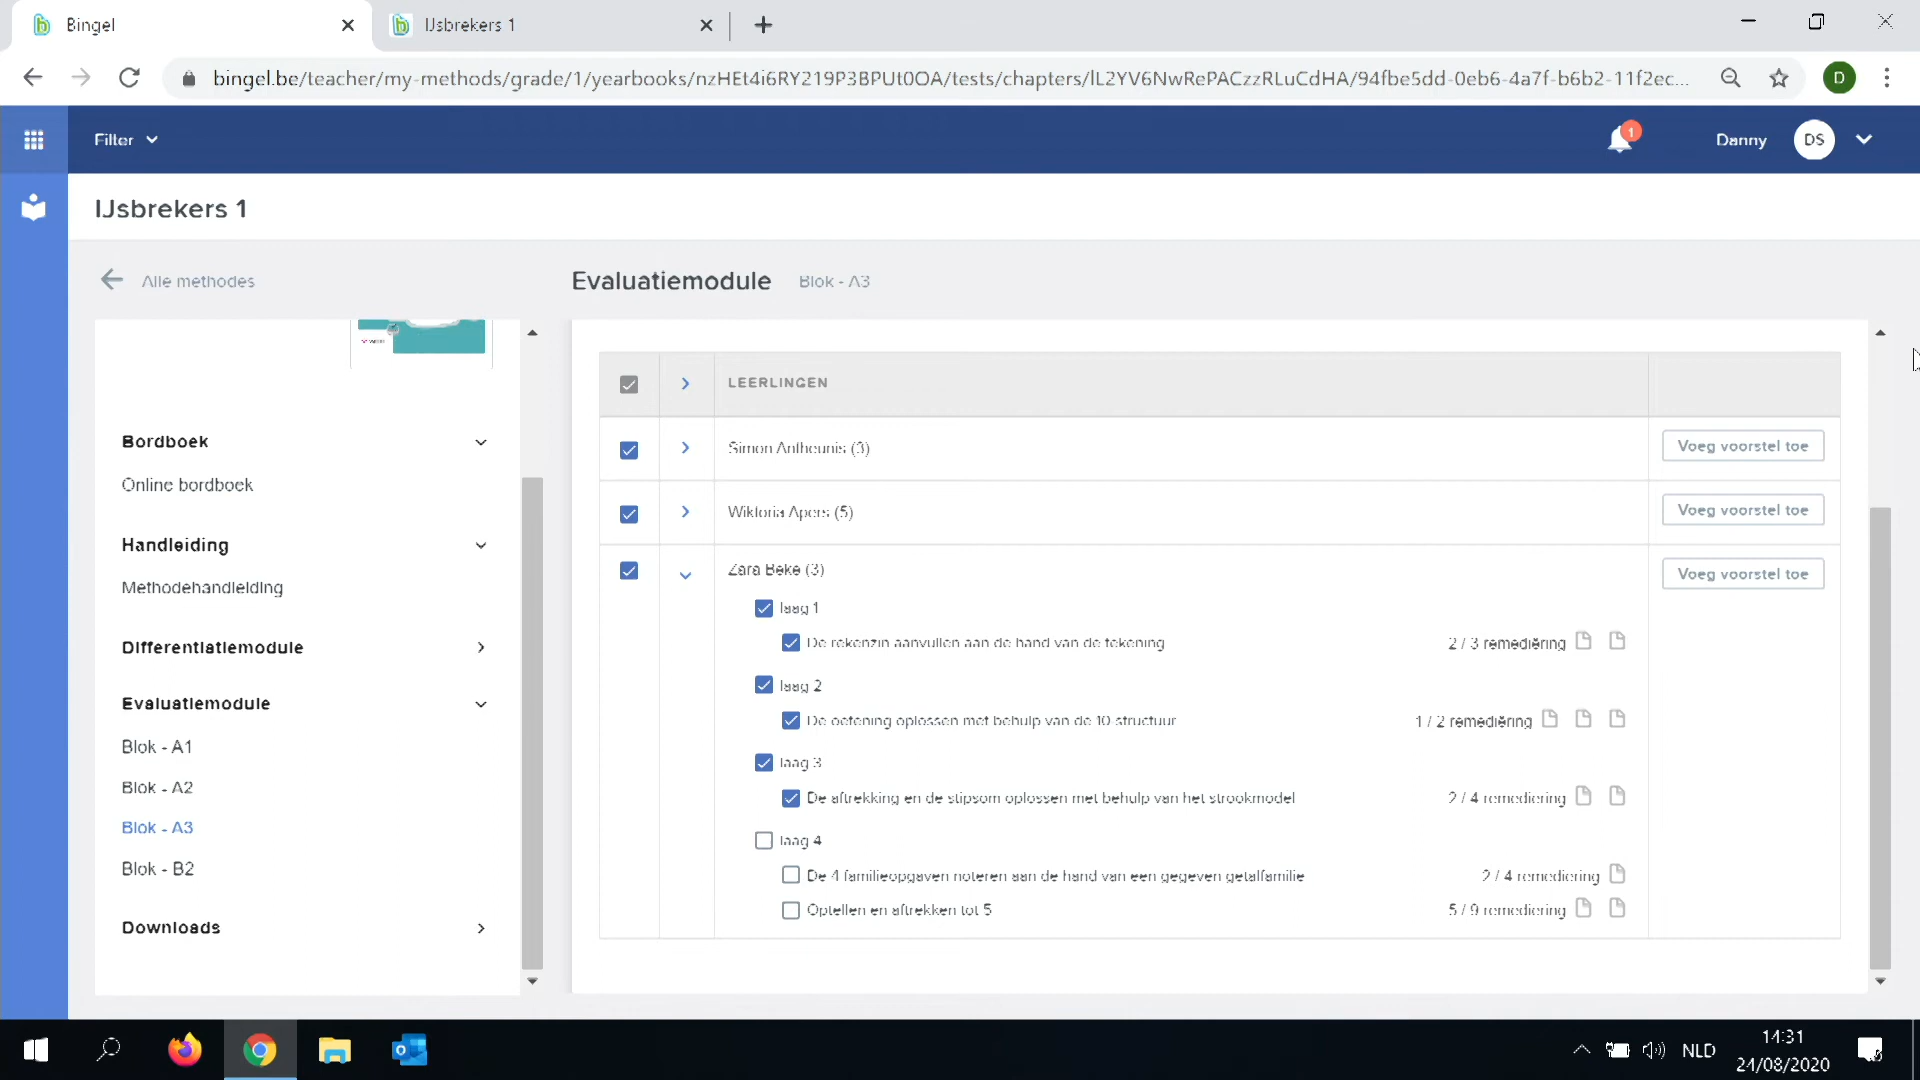 Bingel
IJsbrekers 1
bingel.be/teacher/my-methods/grade/1/yearbooks/nzHEt4i6RY219P3BPUt0OA/tests/chapters/lL2YV6NwRePACzzRLuCdHA/94fbe5dd-0eb6-4a7f-b6b2-11f2ec...
D
Filter
1
Danny
DS
IJsbrekers 1
Alle methodes
Evaluatiemodule
Blok - A3
LEERLINGEN
Bordboek
Simon Antheunis (3)
Voeg voorstel toe
Online bordboek
Wiktoria Apers (5)
Voeg voorstel toe
Handleiding
Zara Beke (3)
Voeg voorstel toe
Methodehandleiding
laag 1
De rekenzin aanvullen aan de hand van de tekening
2 / 3 remediëring
Differentiatiemodule
laag 2
Evaluatiemodule
De oefening oplossen met behulp van de 10-structuur
1 / 2 remediëring
Blok - A1
laag 3
Blok - A2
De aftrekking en de stipsom oplossen met behulp van het strookmodel
2 / 4 remediëring
Blok - A3
laag 4
Blok - B2
De 4 familieopgaven noteren aan de hand van een gegeven getalfamilie
2 / 4 remediëring
Optellen en aftrekken tot 5
5 / 9 remediëring
Downloads
NLD
14:31
24/08/2020